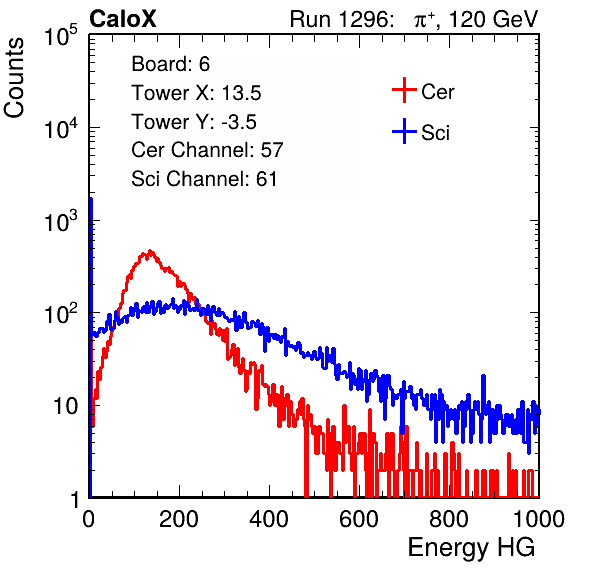 CaloX Run 1296: π⁺, 120 GeV
Counts
10⁵
10⁴
10³
10²
10
1
Board: 6
Tower X: 13.5
Tower Y: -3.5
Cer Channel: 57
Sci Channel: 61
Cer
Sci
0 200 400 600 800 1000
Energy HG